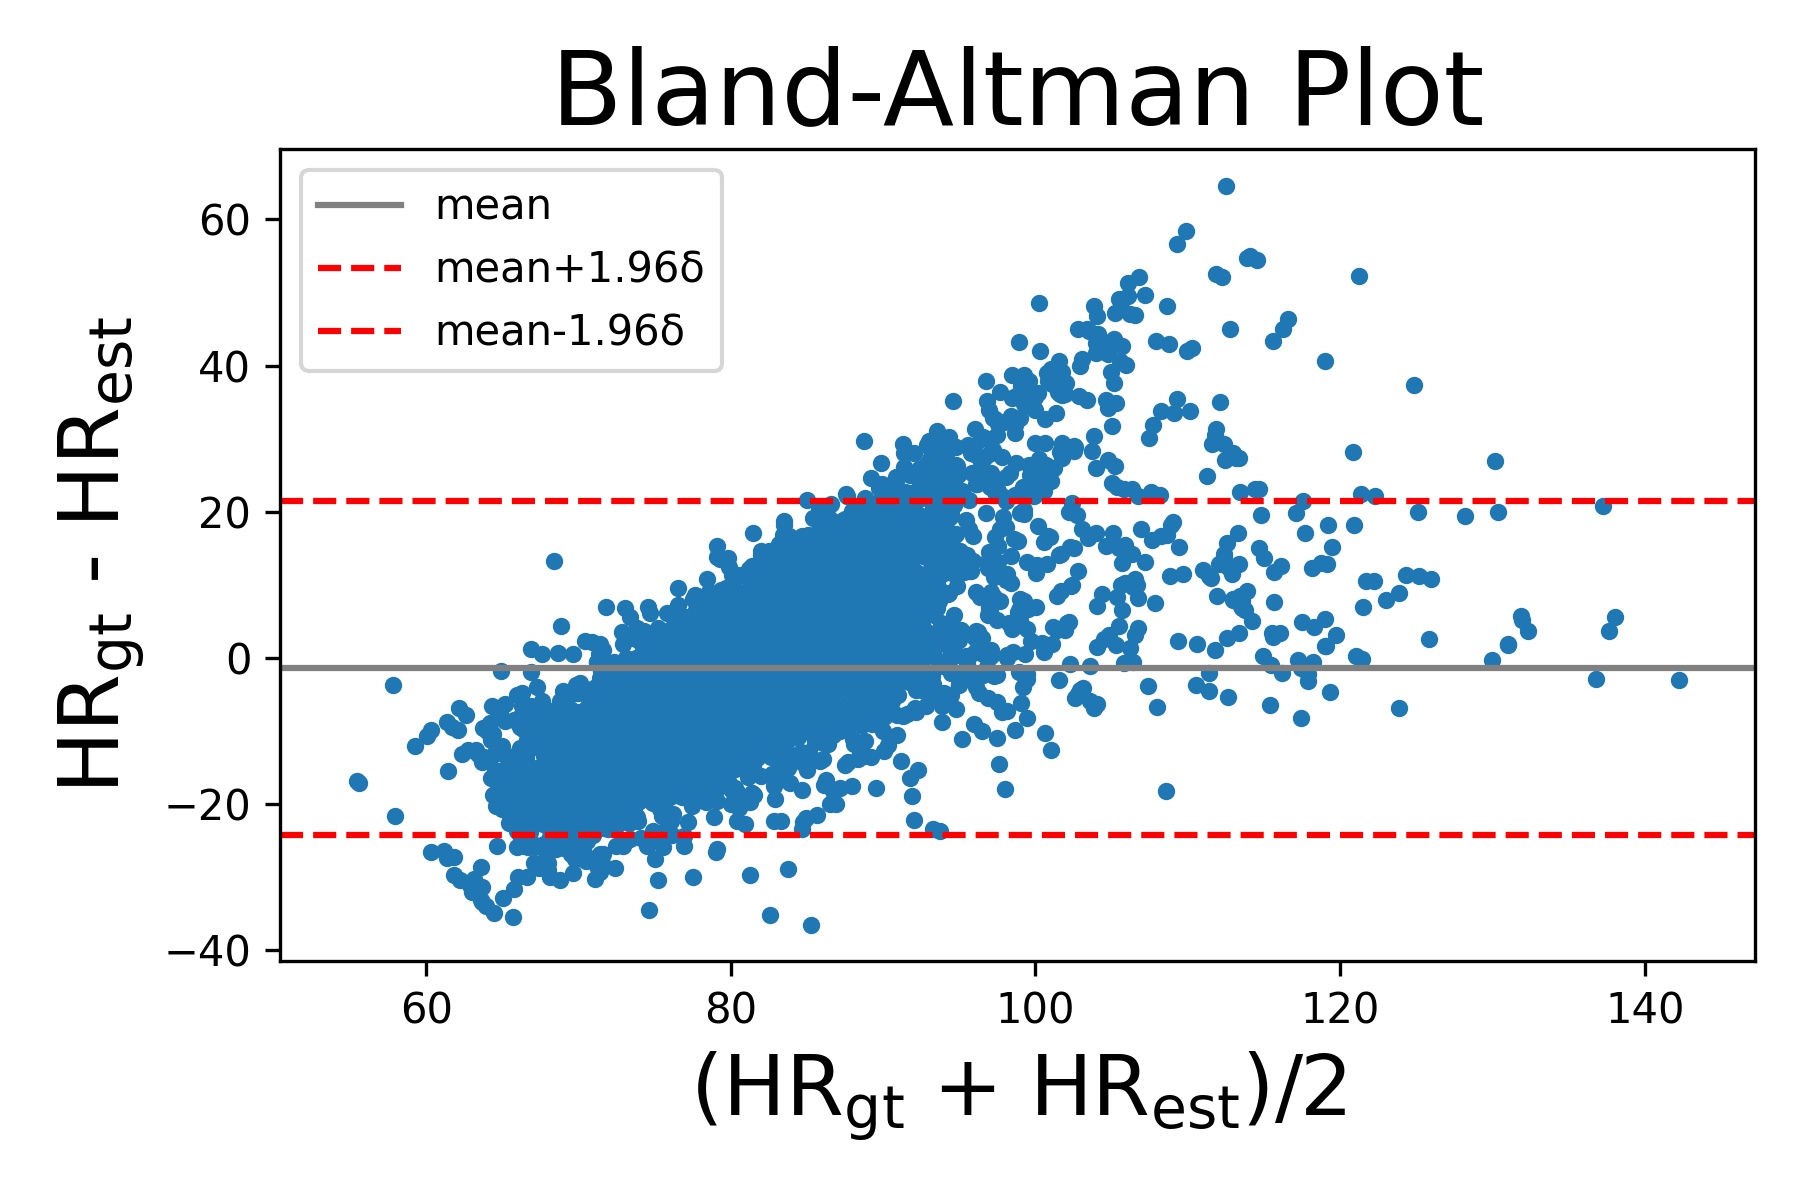 Bland-Altman Plot
mean
mean+1.96δ
mean-1.96δ
HRgt - HRest
60
40
20
0
−20
−40
60 80 100 120 140
(HRgt + HRest)/2